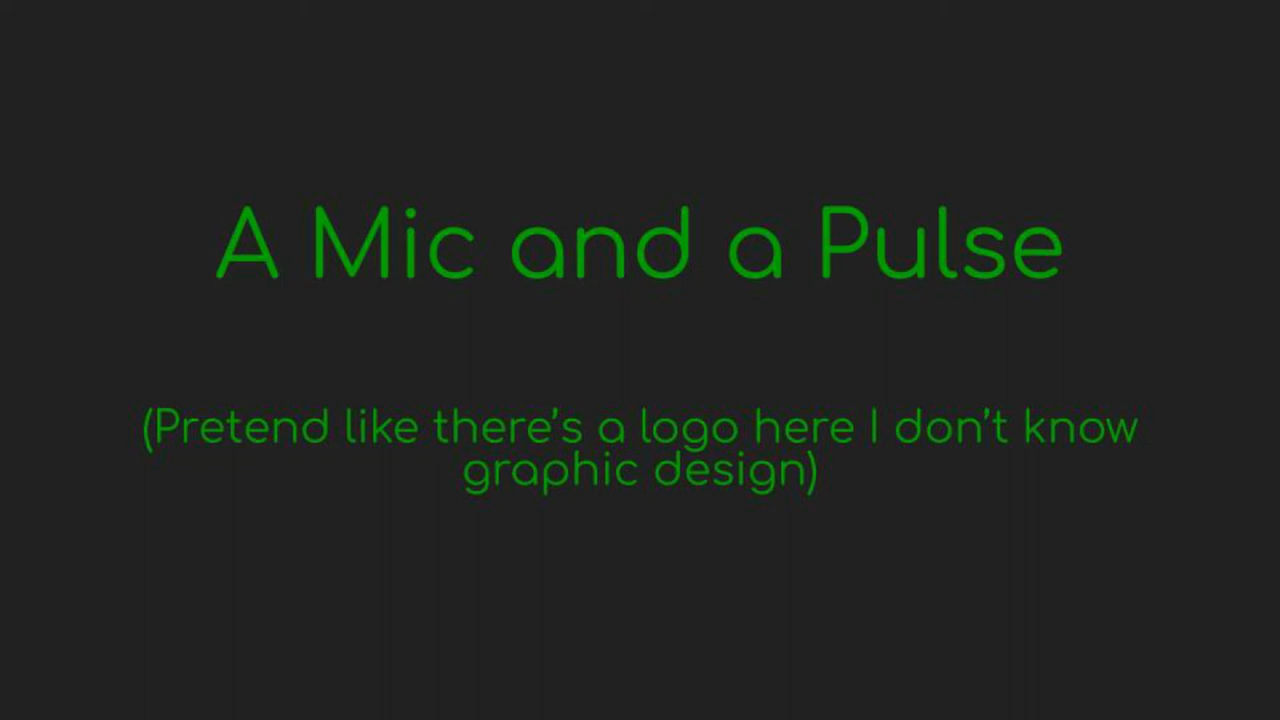 A Mic and a Pulse
(Pretend like there’s a logo here I don’t know
graphic design)